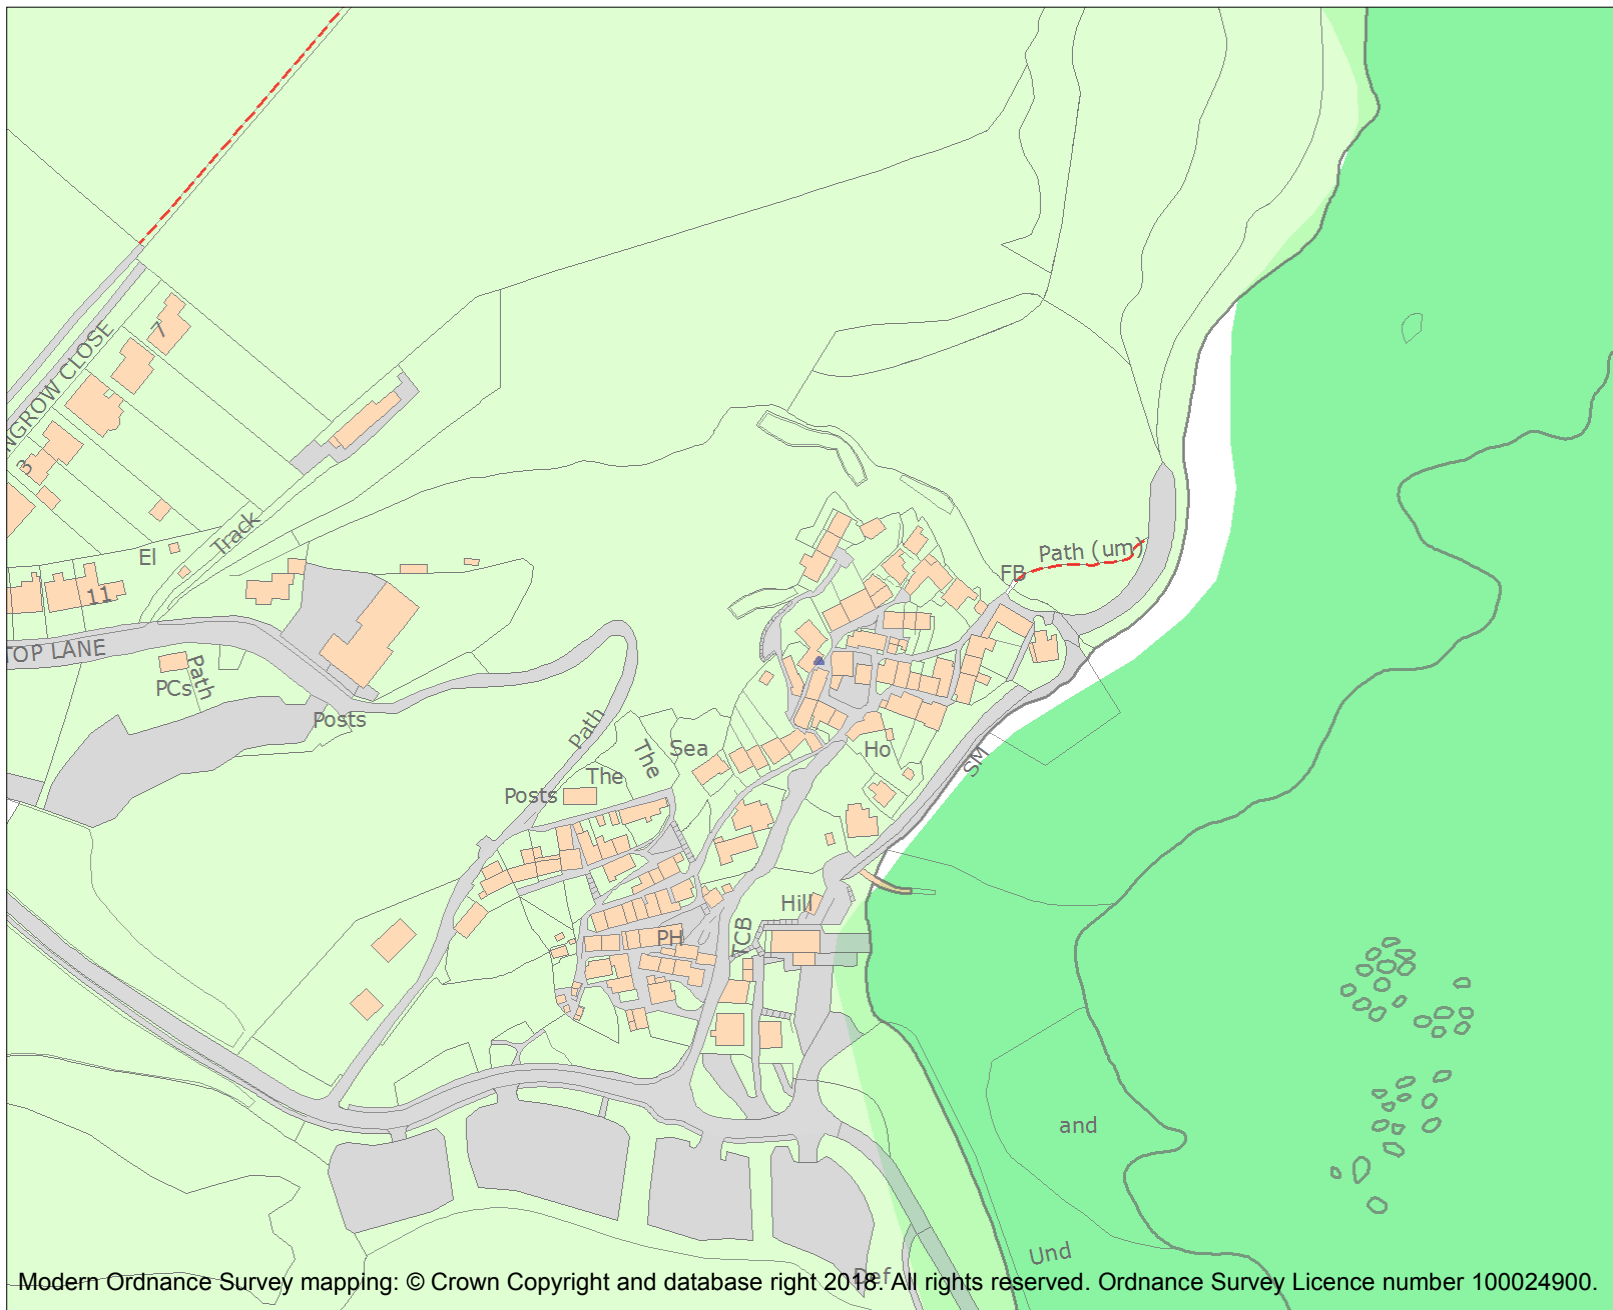 NGROW CLOSE
7
3
El
Track
11
TOP LANE
Path
PCs
Posts
Path (um)
FB
Path
The
Sea
The
Posts
Ho
SM
Hill
TCB
PH
and
Und
Def
Modern Ordnance Survey mapping: © Crown Copyright and database right 2018. All rights reserved. Ordnance Survey Licence number 100024900.